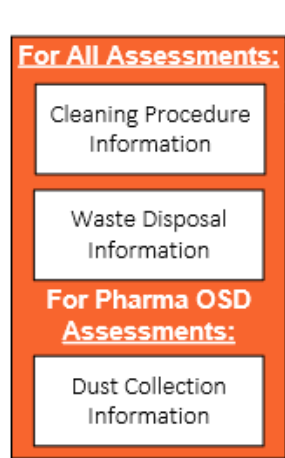 For All Assessments:
Cleaning Procedure
Information
Waste Disposal
Information
For Pharma OSD
Assessments:
Dust Collection
Information